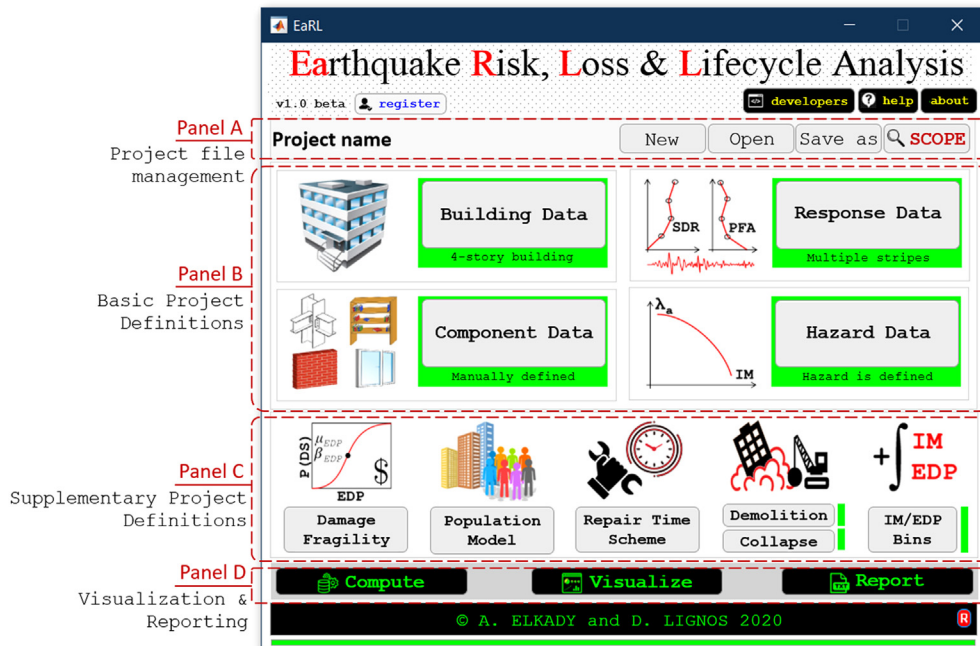 EaRL
Earthquake Risk, Loss & Lifecycle Analysis
v1.0 beta register developers help about
Panel A
Project file
management
Project name New Open Save as SCOPE
Panel B
Basic Project
Definitions
Building Data
4-story building
SDR PFA
Response Data
Multiple stripes
Component Data
Manually defined
λa
IM
Hazard Data
Hazard is defined
Panel C
Supplementary Project
Definitions
P(DS)
μEDP
βEDP
$
EDP
+∫ IM
EDP
Damage
Fragility
Population
Model
Repair Time
Scheme
Demolition
Collapse
IM/EDP
Bins
Panel D
Visualization &
Reporting
Compute Visualize Report
© A. ELKADY and D. LIGNOS 2020 R